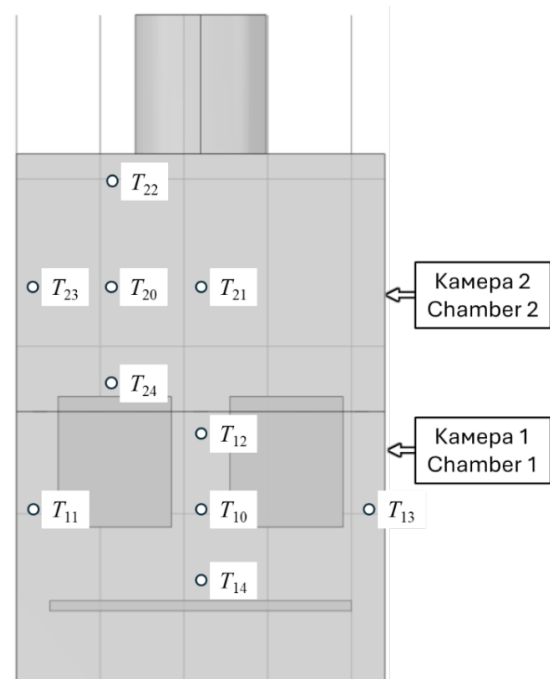 T22
T23
T20
T21
Камера 2
Chamber 2
T24
T12
Камера 1
Chamber 1
T11
T10
T13
T14